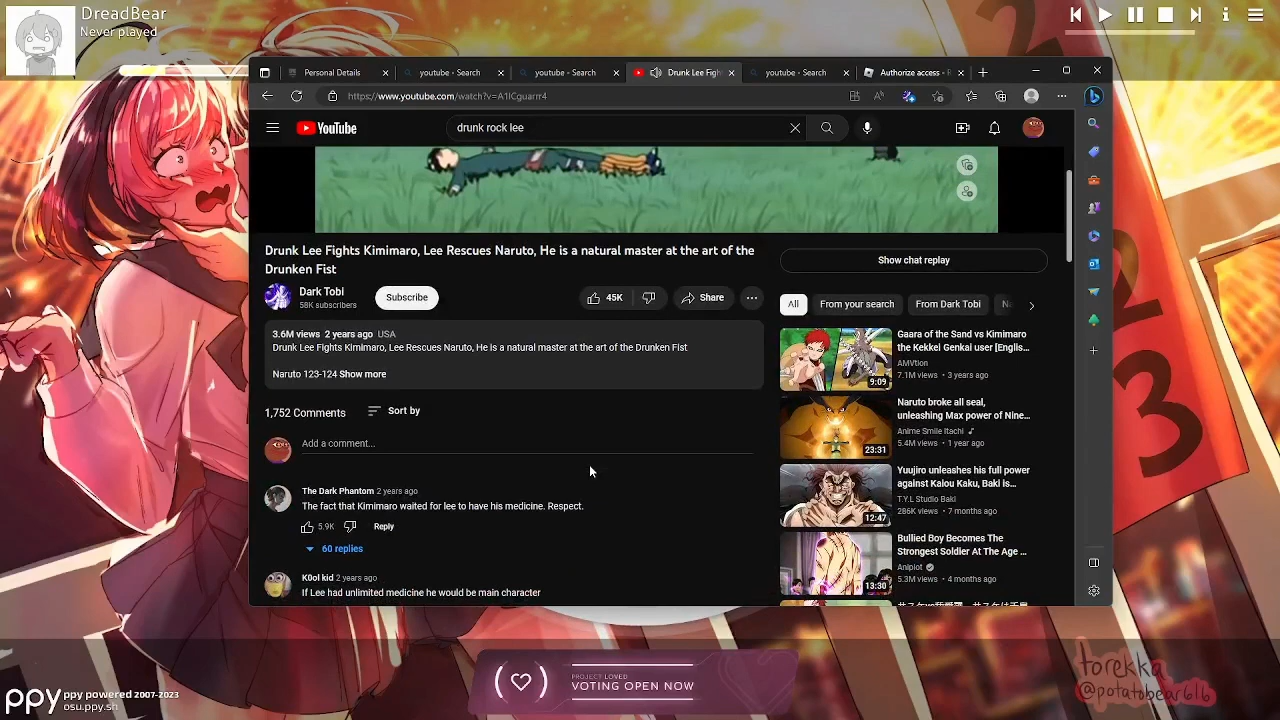 DreadBear
Never played
Personal Details
youtube - Search
youtube - Search
Drunk Lee Figh
youtube - Search
Authorize access - F
https://www.youtube.com/watch?v=A1ICguarrr4
YouTube
drunk rock lee
Drunk Lee Fights Kimimaro, Lee Rescues Naruto, He is a natural master at the art of the
Drunken Fist
Dark Tobi
58K subscribers
Subscribe
45K
Share
3.6M views 2 years ago USA
Drunk Lee Fights Kimimaro, Lee Rescues Naruto, He is a natural master at the art of the Drunken Fist
Naruto 123-124 Show more
1,752 Comments
Sort by
Add a comment...
The Dark Phantom 2 years ago
The fact that Kimimaro waited for lee to have his medicine. Respect.
5.9K
Reply
60 replies
K0ol kid 2 years ago
If Lee had unlimited medicine he would be main character
Show chat replay
All
From your search
From Dark Tobi
Gaara of the Sand vs Kimimaro
the Kekkei Genkai user [Englis...
AMVtion
7.1M views • 3 years ago
9:09
Naruto broke all seal,
unleashing Max power of Nine...
Anime Smile Itachi
5.4M views • 1 year ago
23:31
Yuujiro unleashes his full power
against Kaiou Kaku, Baki is...
T.Y.L Studio Baki
286K views • 7 months ago
12:47
Bullied Boy Becomes The
Strongest Soldier At The Age ...
Aniplot
5.3M views • 4 months ago
13:30
2
2
3
ppy
ppy powered 2007-2023
osu.ppy.sh
PROJECT LOVED
VOTING OPEN NOW
torekka
@potatobear616